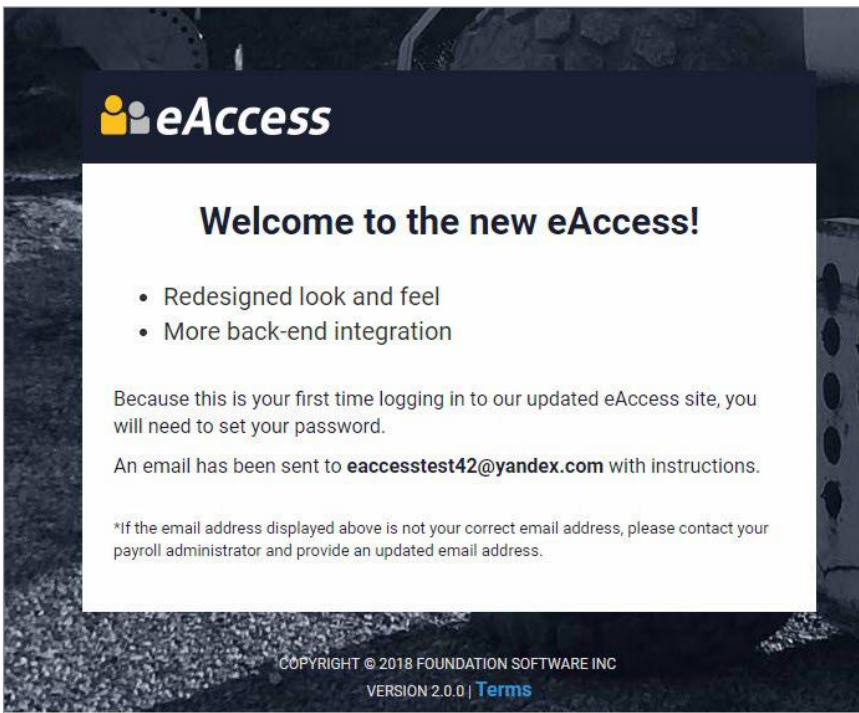 eAccess
Welcome to the new eAccess!
• Redesigned look and feel
• More back-end integration
Because this is your first time logging in to our updated eAccess site, you
will need to set your password.
An email has been sent to eaccesstest42@yandex.com with instructions.
*If the email address displayed above is not your correct email address, please contact your
payroll administrator and provide an updated email address.
COPYRIGHT © 2018 FOUNDATION SOFTWARE INC
VERSION 2.0.0 | Terms